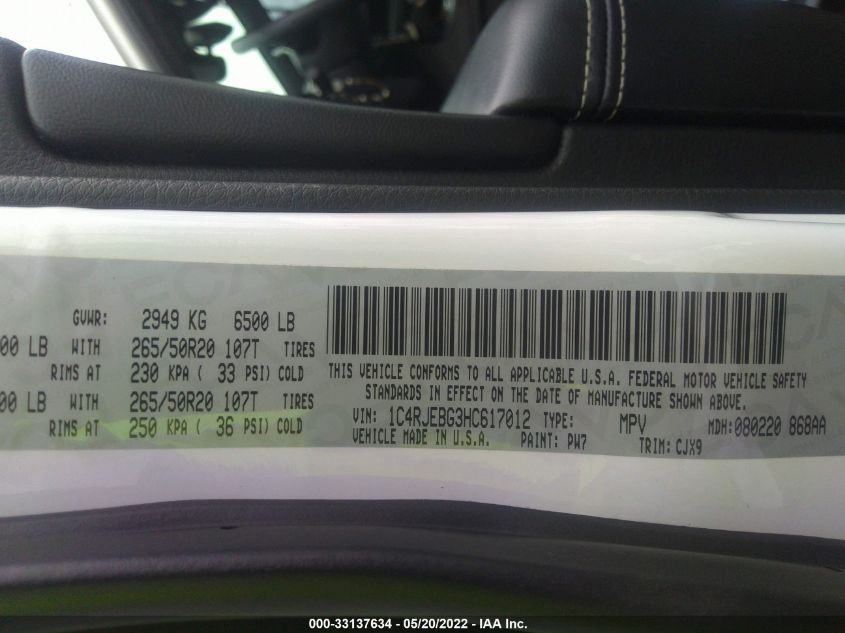 GVWR: 2949 KG 6500 LB
00 LB WITH 265/50R20 107T TIRES
RIMS AT 230 KPA ( 33 PSI) COLD
00 LB WITH 265/50R20 107T TIRES
RIMS AT 250 KPA ( 36 PSI) COLD
THIS VEHICLE CONFORMS TO ALL APPLICABLE U.S.A. FEDERAL MOTOR VEHICLE SAFETY
STANDARDS IN EFFECT ON THE DATE OF MANUFACTURE SHOWN ABOVE.
VIN: 1C4RJEBG3HC617012 TYPE: MPV MDH:080220 868AA
VEHICLE MADE IN U.S.A. PAINT: PW7 TRIM: CJX9
000-33137634 - 05/20/2022 - IAA Inc.